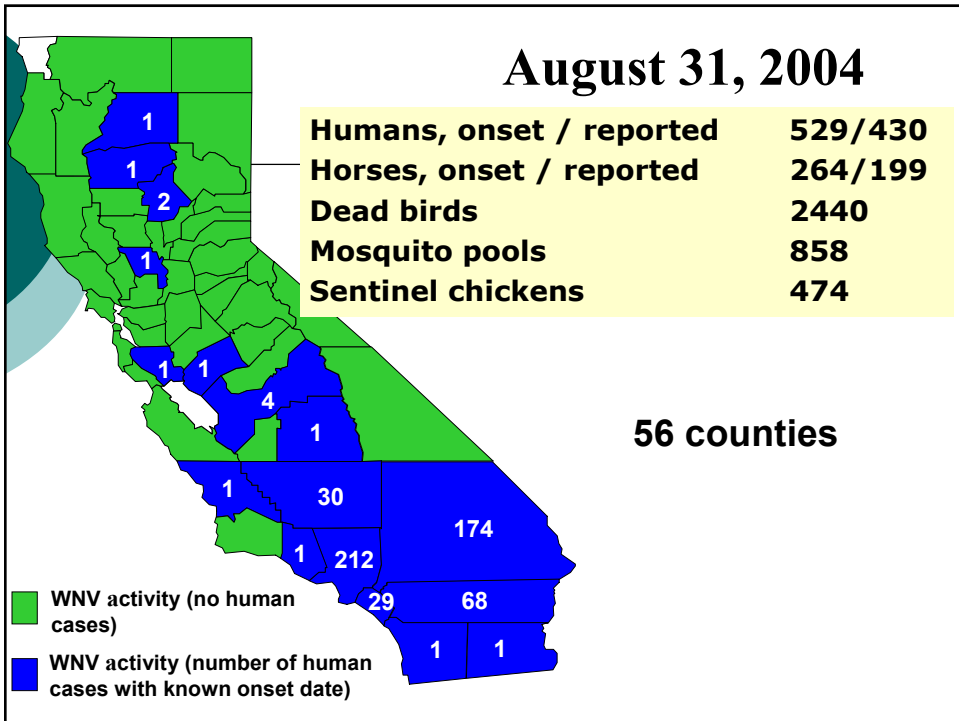 August 31, 2004
Humans, onset / reported 529/430
Horses, onset / reported 264/199
Dead birds 2440
Mosquito pools 858
Sentinel chickens 474
1
1
2
1
1
1
4
1
56 counties
1
30
174
1
212
29
68
1
1
WNV activity (no human
cases)
WNV activity (number of human
cases with known onset date)